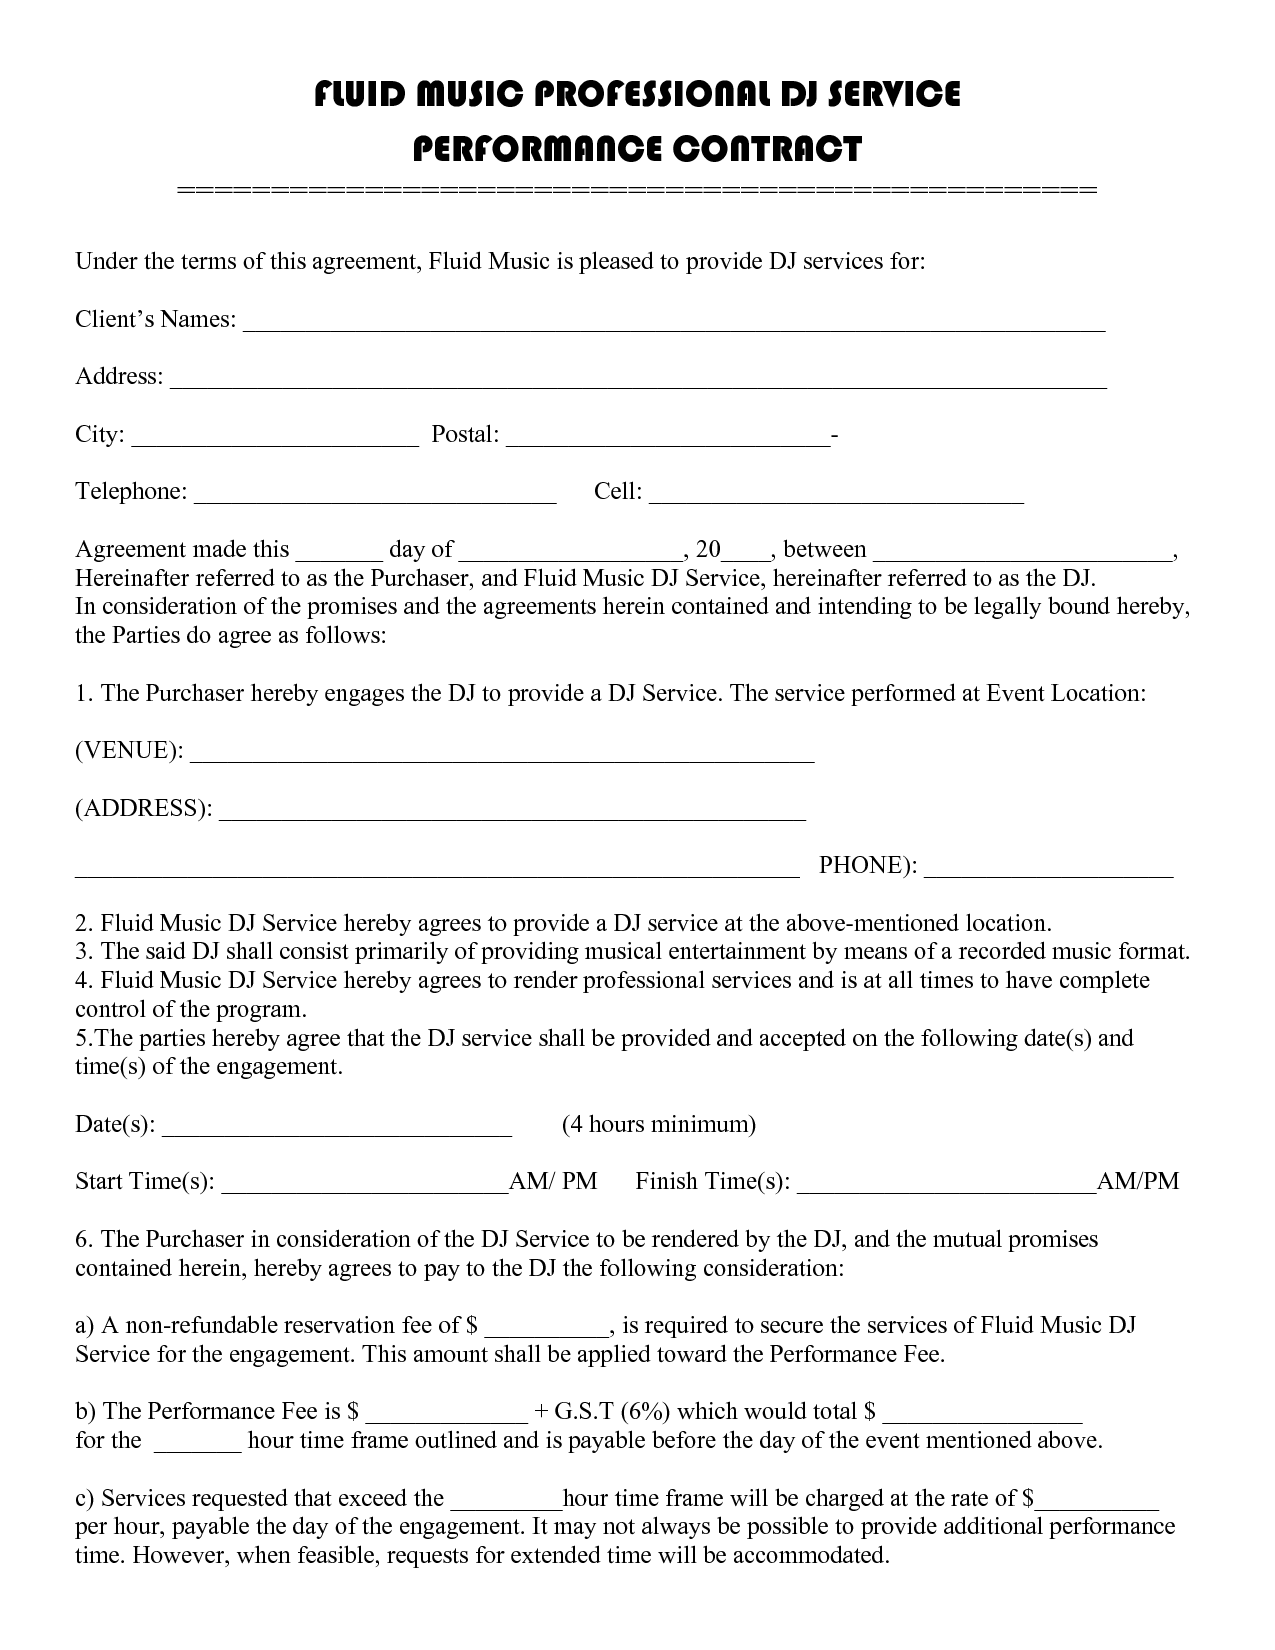 FLUID MUSIC PROFESSIONAL DJ SERVICE
PERFORMANCE CONTRACT
=================================================
Under the terms of this agreement, Fluid Music is pleased to provide DJ services for:
Client’s Names: _____________________________________________________________________
Address: ___________________________________________________________________________
City: _______________________ Postal: __________________________-
Telephone: _____________________________ Cell: ______________________________
Agreement made this _______ day of __________________, 20____, between ________________________,
Hereinafter referred to as the Purchaser, and Fluid Music DJ Service, hereinafter referred to as the DJ.
In consideration of the promises and the agreements herein contained and intending to be legally bound hereby,
the Parties do agree as follows:
1. The Purchaser hereby engages the DJ to provide a DJ Service. The service performed at Event Location:
(VENUE): __________________________________________________
(ADDRESS): _______________________________________________
__________________________________________________________ PHONE): ____________________
2. Fluid Music DJ Service hereby agrees to provide a DJ service at the above-mentioned location.
3. The said DJ shall consist primarily of providing musical entertainment by means of a recorded music format.
4. Fluid Music DJ Service hereby agrees to render professional services and is at all times to have complete
control of the program.
5.The parties hereby agree that the DJ service shall be provided and accepted on the following date(s) and
time(s) of the engagement.
Date(s): ____________________________ (4 hours minimum)
Start Time(s): _______________________AM/ PM Finish Time(s): ________________________AM/PM
6. The Purchaser in consideration of the DJ Service to be rendered by the DJ, and the mutual promises
contained herein, hereby agrees to pay to the DJ the following consideration:
a) A non-refundable reservation fee of $ __________, is required to secure the services of Fluid Music DJ
Service for the engagement. This amount shall be applied toward the Performance Fee.
b) The Performance Fee is $ _____________ + G.S.T (6%) which would total $ ________________
for the _______ hour time frame outlined and is payable before the day of the event mentioned above.
c) Services requested that exceed the _________hour time frame will be charged at the rate of $__________
per hour, payable the day of the engagement. It may not always be possible to provide additional performance
time. However, when feasible, requests for extended time will be accommodated.